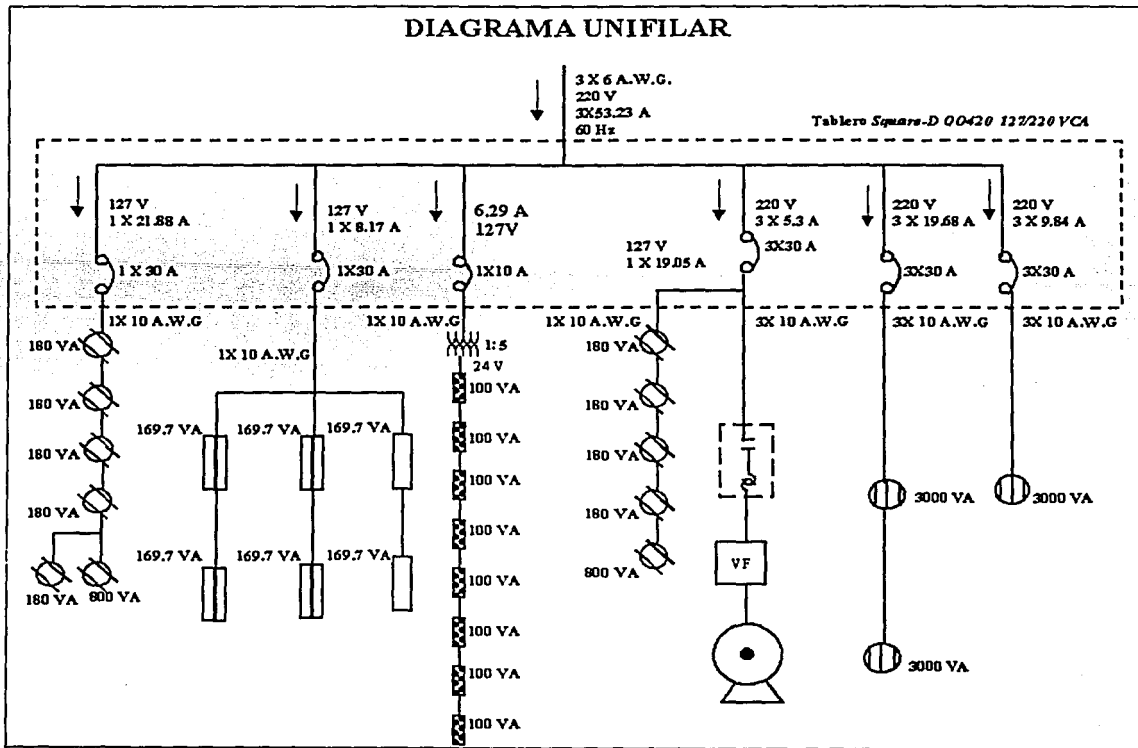 DIAGRAMA UNIFILAR
3 X 6 A.W.G.
220 V
3X53.23 A
60 Hz
Tablero Square-D QO420 127/220 VCA
127 V
1 X 21.88 A
127 V
1 X 8.17 A
6.29 A
127V
127 V
1 X 19.05 A
220 V
3 X 5.3 A
220 V
3 X 19.68 A
220 V
3 X 9.84 A
1 X 30 A
1X30 A
1X10 A
3X30 A
3X30 A
3X30 A
1X 10 A.W.G
1X 10 A.W.G
1X 10 A.W.G
1X 10 A.W.G
3X 10 A.W.G
3X 10 A.W.G
3X 10 A.W.G
180 VA
180 VA
180 VA
180 VA
180 VA
800 VA
169.7 VA
169.7 VA
169.7 VA
169.7 VA
169.7 VA
169.7 VA
1:5
24 V
100 VA
100 VA
100 VA
100 VA
100 VA
100 VA
100 VA
100 VA
180 VA
180 VA
180 VA
180 VA
800 VA
VF
3000 VA
3000 VA
3000 VA